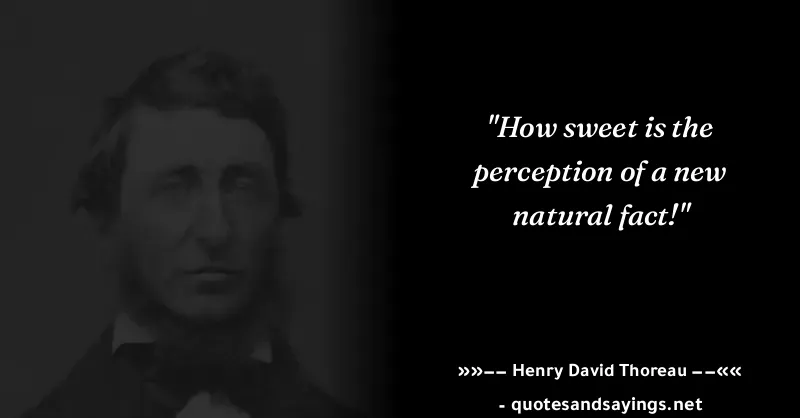 "How sweet is the
perception of a new
natural fact!"
»»–– Henry David Thoreau ––««
- quotesandsayings.net